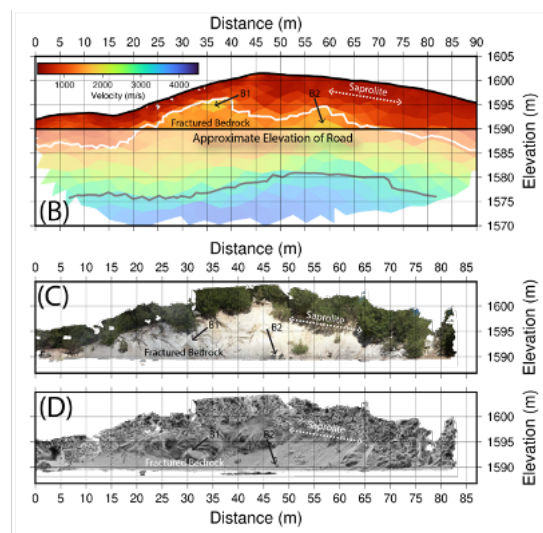 Distance (m)
0 5 10 15 20 25 30 35 40 45 50 55 60 65 70 75 80 85 90
1605
1600
1595
1590
1585
1580
1575
1570
Elevation (m)
1000 2000 3000 4000
Velocity (m/s)
B1
B2
Saprolite
Fractured Bedrock
Approximate Elevation of Road
(B)
Distance (m)
0 5 10 15 20 25 30 35 40 45 50 55 60 65 70 75 80 85
(C)
B1
B2
Saprolite
Fractured Bedrock
1600
1595
1590
Elevation (m)
(D)
B1
B2
Saprolite
Fractured Bedrock
1600
1595
1590
Elevation (m)
0 5 10 15 20 25 30 35 40 45 50 55 60 65 70 75 80 85
Distance (m)